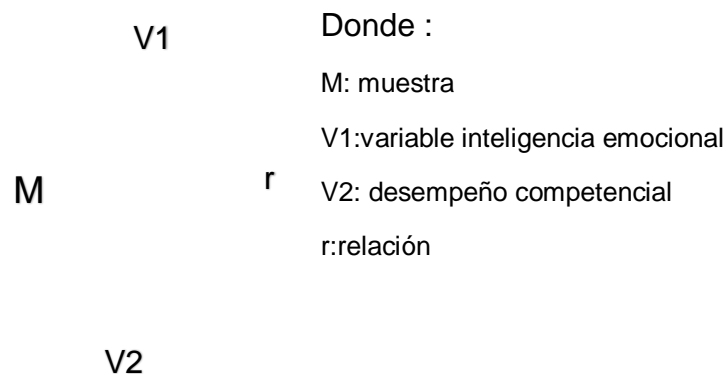 V1
Donde :
M: muestra
V1:variable inteligencia emocional
M
r
V2: desempeño competencial
r:relación
V2